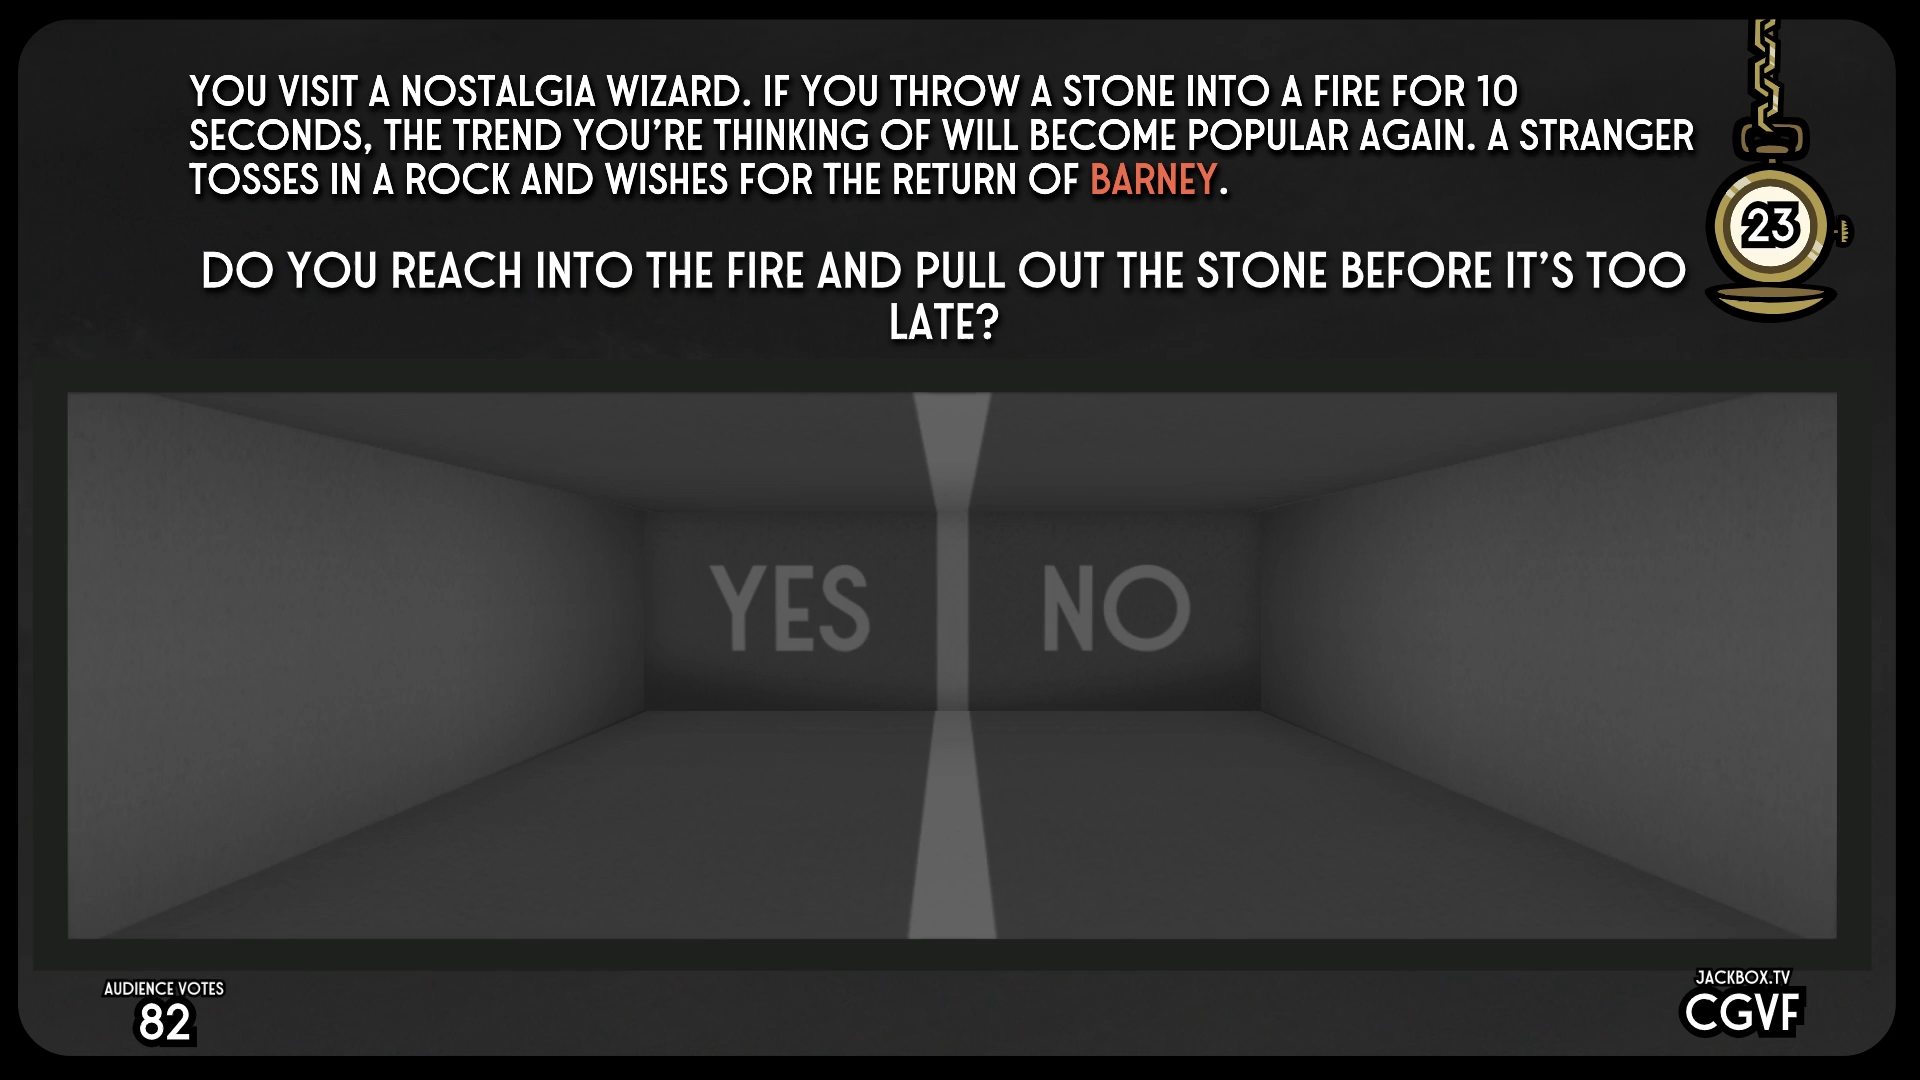 YOU VISIT A NOSTALGIA WIZARD. IF YOU THROW A STONE INTO A FIRE FOR 10
SECONDS, THE TREND YOU'RE THINKING OF WILL BECOME POPULAR AGAIN. A STRANGER
TOSSES IN A ROCK AND WISHES FOR THE RETURN OF BARNEY.
23
DO YOU REACH INTO THE FIRE AND PULL OUT THE STONE BEFORE IT'S TOO
LATE?
YES
NO
AUDIENCE VOTES
82
JACKBOX.TV
CGVF